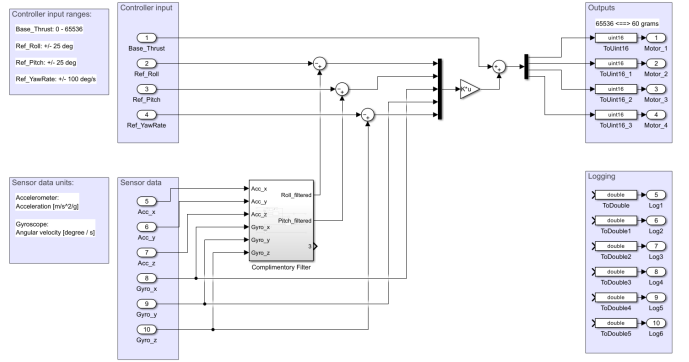 Controller input ranges:
Base_Thrust: 0 - 65536
Ref_Roll: +/- 25 deg
Ref_Pitch: +/- 25 deg
Ref_YawRate: +/- 100 deg/s
Controller input
1
Base_Thrust
2
Ref_Roll
3
Ref_Pitch
4
Ref_YawRate
K*u
Outputs
65536 <==> 60 grams
uint16
1
ToUint16
Motor_1
uint16
2
ToUint16_1
Motor_2
uint16
3
ToUint16_2
Motor_3
uint16
4
ToUint16_3
Motor_4
Sensor data units:
Accelerometer:
Acceleration [m/s^2/g]
Gyroscope:
Angular velocity [degree / s]
Sensor data
5
Acc_x
6
Acc_y
7
Acc_z
8
Gyro_x
9
Gyro_y
10
Gyro_z
Acc_x
Acc_y
Acc_z
Gyro_x
Gyro_y
Gyro_z
Roll_filtered
Pitch_filtered
3
Complimentory Filter
Logging
double
5
ToDouble
Log1
double
6
ToDouble1
Log2
double
7
ToDouble2
Log3
double
8
ToDouble3
Log4
double
9
ToDouble4
Log5
double
10
ToDouble5
Log6